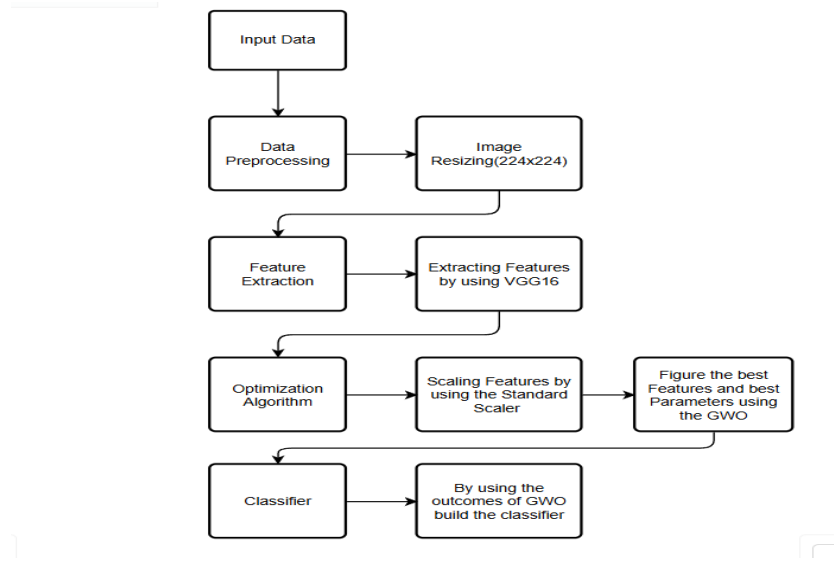 Input Data
Data
Preprocessing
Image
Resizing(224x224)
Feature
Extraction
Extracting Features
by using VGG16
Optimization
Algorithm
Scaling Features by
using the Standard
Scaler
Figure the best
Features and best
Parameters using
the GWO
Classifier
By using the
outcomes of GWO
build the classifier